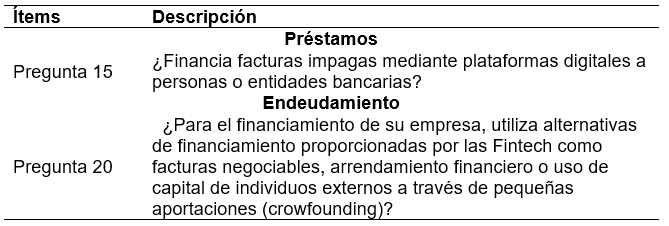 Ítems Descripción
Préstamos
Pregunta 15 ¿Financia facturas impagas mediante plataformas digitales a
personas o entidades bancarias?
Endeudamiento
¿Para el financiamiento de su empresa, utiliza alternativas
de financiamiento proporcionadas por las Fintech como
Pregunta 20 facturas negociables, arrendamiento financiero o uso de
capital de individuos externos a través de pequeñas
aportaciones (crowfounding)?